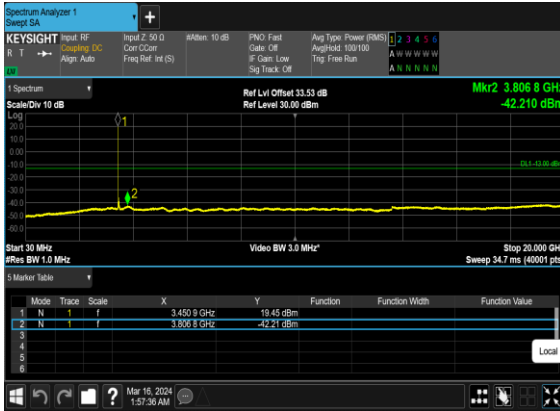 Spectrum Analyzer 1
Swept SA
+
KEYSIGHT Input: RF Input Z: 50 Ω #Atten: 10 dB PNO: Fast Avg Type: Power (RMS) 1 2 3 4 5 6
R T Coupling: DC Corr CCorr Gate: Off Avg|Hold: 100/100 A W W W W W
Align: Auto Freq Ref: Int (S) IF Gain: Low Trig: Free Run
Sig Track: Off A N N N N N
1 Spectrum Ref Lvl Offset 33.53 dB Mkr2 3.806 8 GHz
Scale/Div 10 dB Ref Level 30.00 dBm -42.210 dBm
Log
20.0
10.0
0.00
-10.0
-20.0
-30.0
-40.0
-50.0
-60.0
1
DL1 -13.00 dBm
2
Start 30 MHz Video BW 3.0 MHz* Stop 20.000 GH
#Res BW 1.0 MHz Sweep 34.7 ms (40001 pts
5 Marker Table
Mode Trace Scale X Y Function Function Width Function Value
1 N 1 f 3.450 9 GHz 19.45 dBm
2 N 1 f 3.806 8 GHz -42.21 dBm
3
4
5
6
Local
? Mar 16, 2024
1:57:36 AM